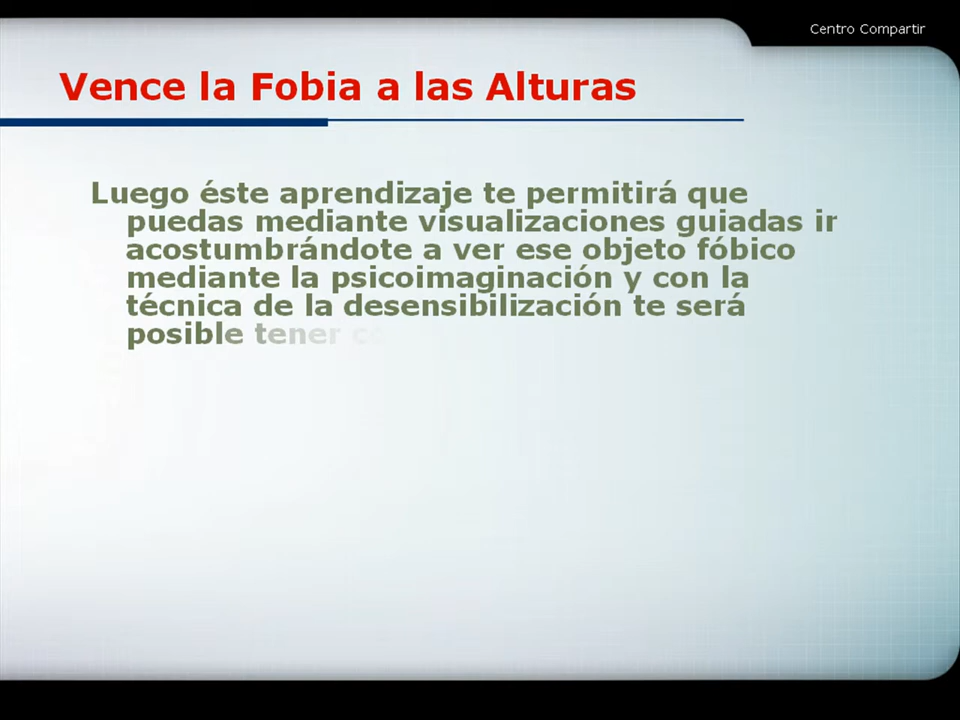 Centro Compartir
Vence la Fobia a las Alturas
Luego éste aprendizaje te permitirá que
puedas mediante visualizaciones guiadas ir
acostumbrándote a ver ese objeto fóbico
mediante la psicoimaginación y con la
técnica de la desensibilización te será
posible tener